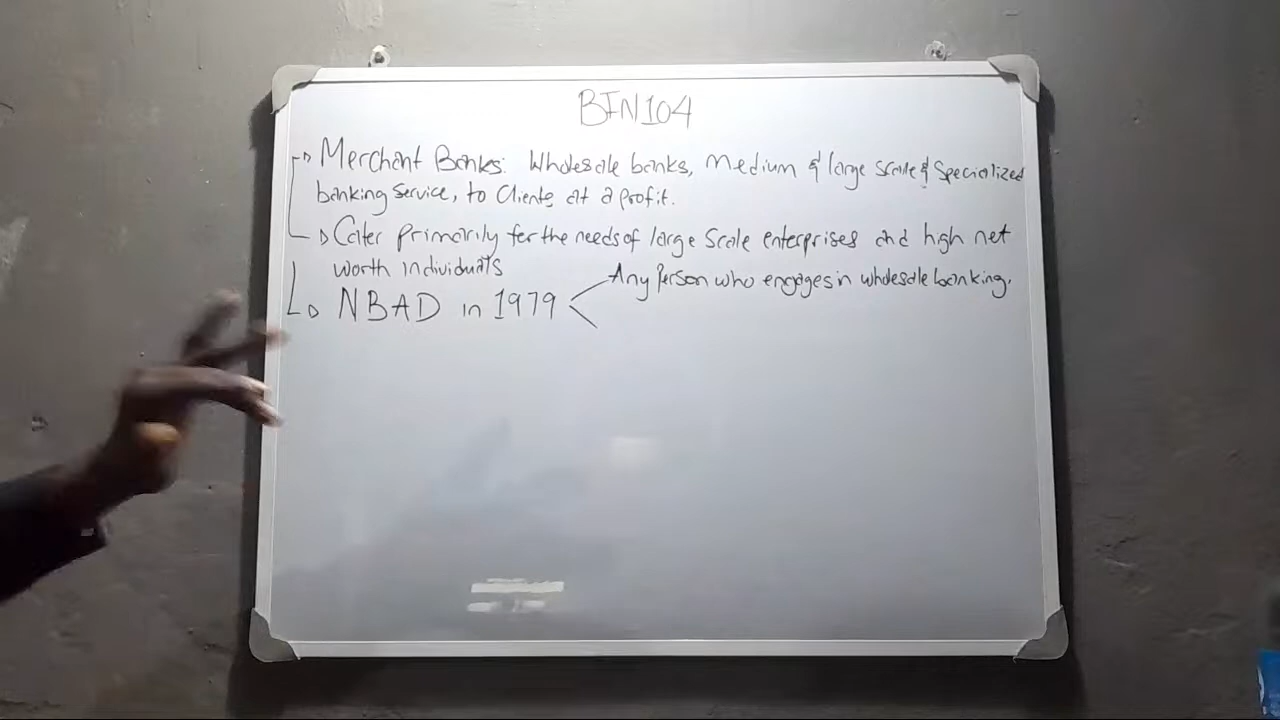 BFN104
Merchant Banks: Wholesale banks, Medium & large scale & Specialized
banking service, to Clients at a profit.
Cater primarily for the needs of large Scale enterprises and high net
worth individuals
Any Person who engages in wholesale banking.
NBAD in 1979